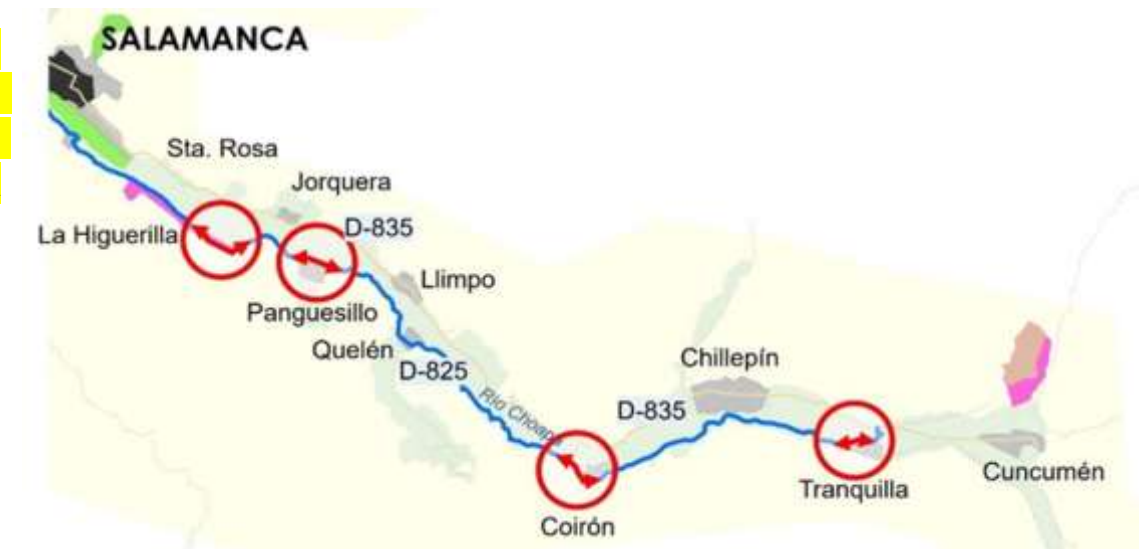 SALAMANCA
Sta. Rosa
Jorquera
La Higuerilla
D-835
Llimpo
Panguesillo
Quelén
D-825
Chillepín
Río Choapa
D-835
Cuncumén
Tranquilla
Coirón